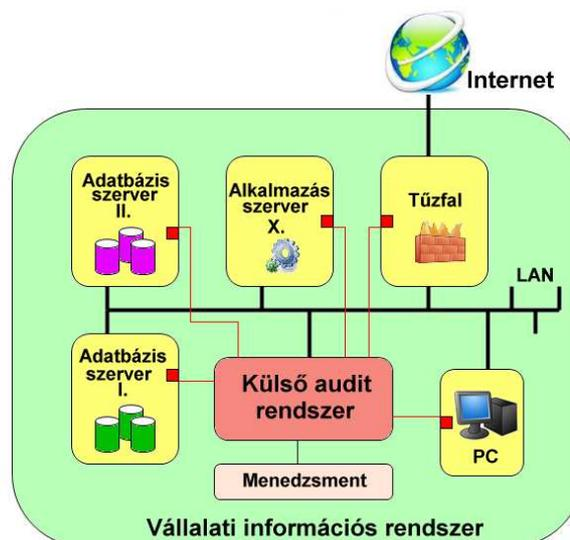 Internet
Adatbázis
szerver
II.
Alkalmazás
szerver
X.
Tűzfal
LAN
Adatbázis
szerver
I.
Külső audit
rendszer
PC
Menedzsment
Vállalati információs rendszer